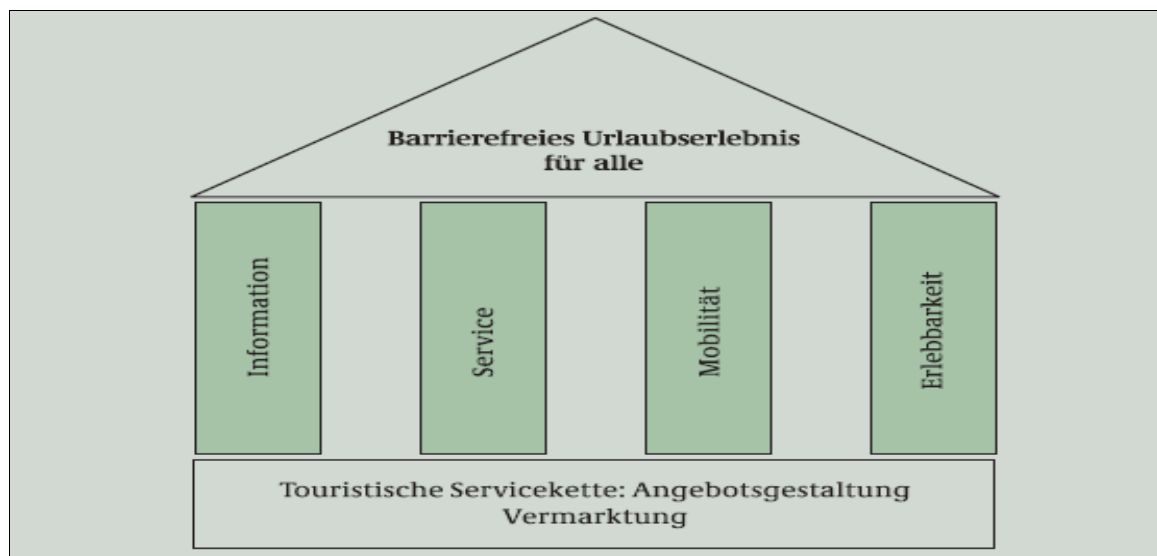 Barrierefreies Urlaubserlebnis
für alle
Information
Service
Mobilität
Erlebbarkeit
Touristische Servicekette: Angebotsgestaltung
Vermarktung